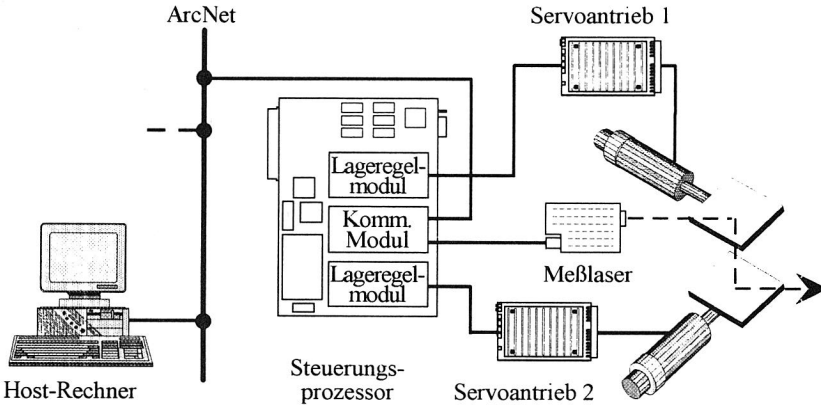 ArcNet
Servoantrieb 1
Lageregel-
modul
Komm.
Modul
Lageregel-
modul
Meßlaser
Host-Rechner
Steuerungs-
prozessor
Servoantrieb 2